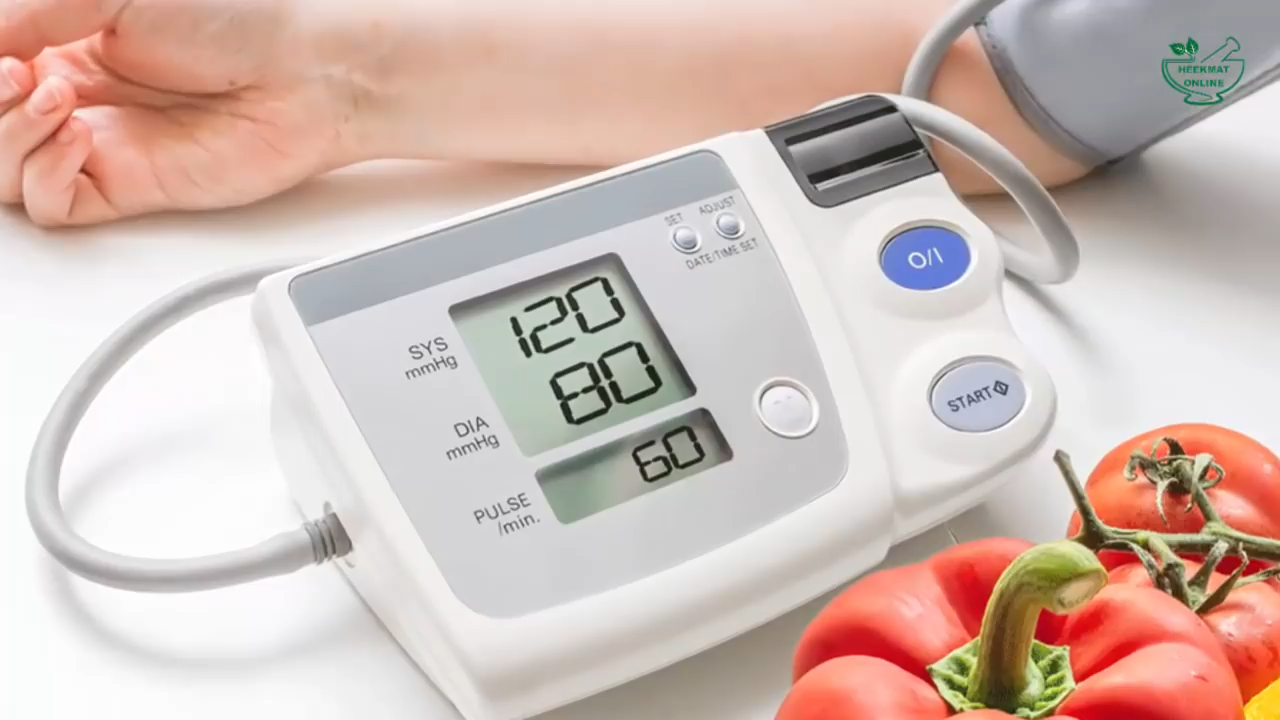 HEEKMAT
ONLINE
SET
ADJUST
DATE/TIME SET
O/I
SYS
mmHg
120
DIA
mmHg
80
PULSE
/min.
60
START